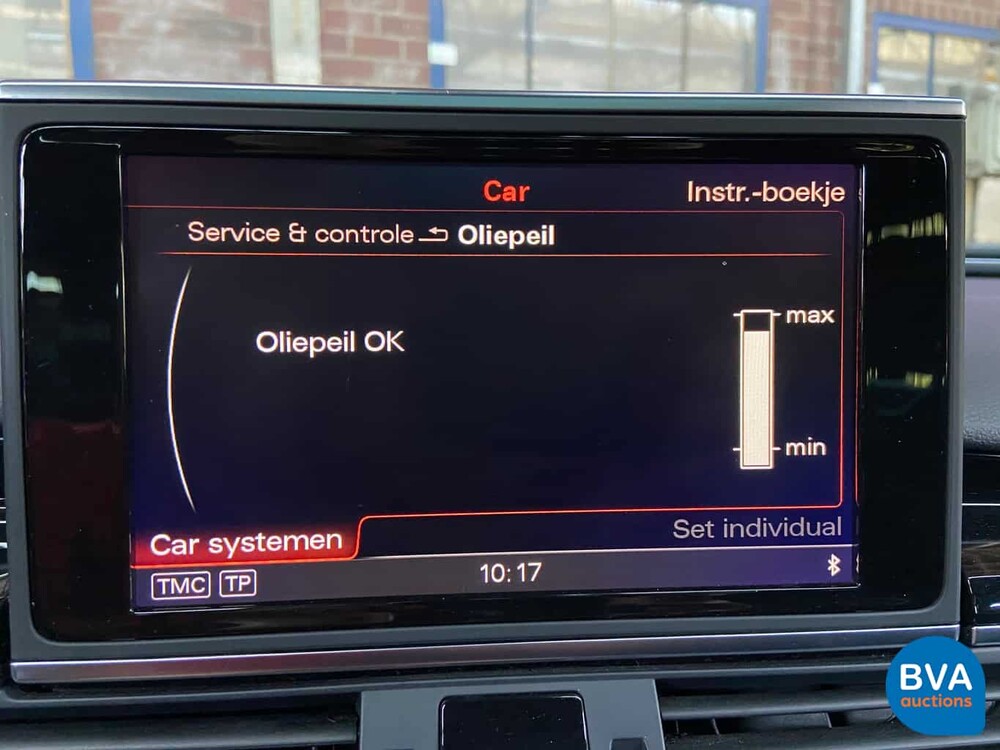 Car
Instr.-boekje
Service & controle Oliepeil
Oliepeil OK
max
min
Set individual
Car systemen
TMC TP
10:17
BVA
auctions